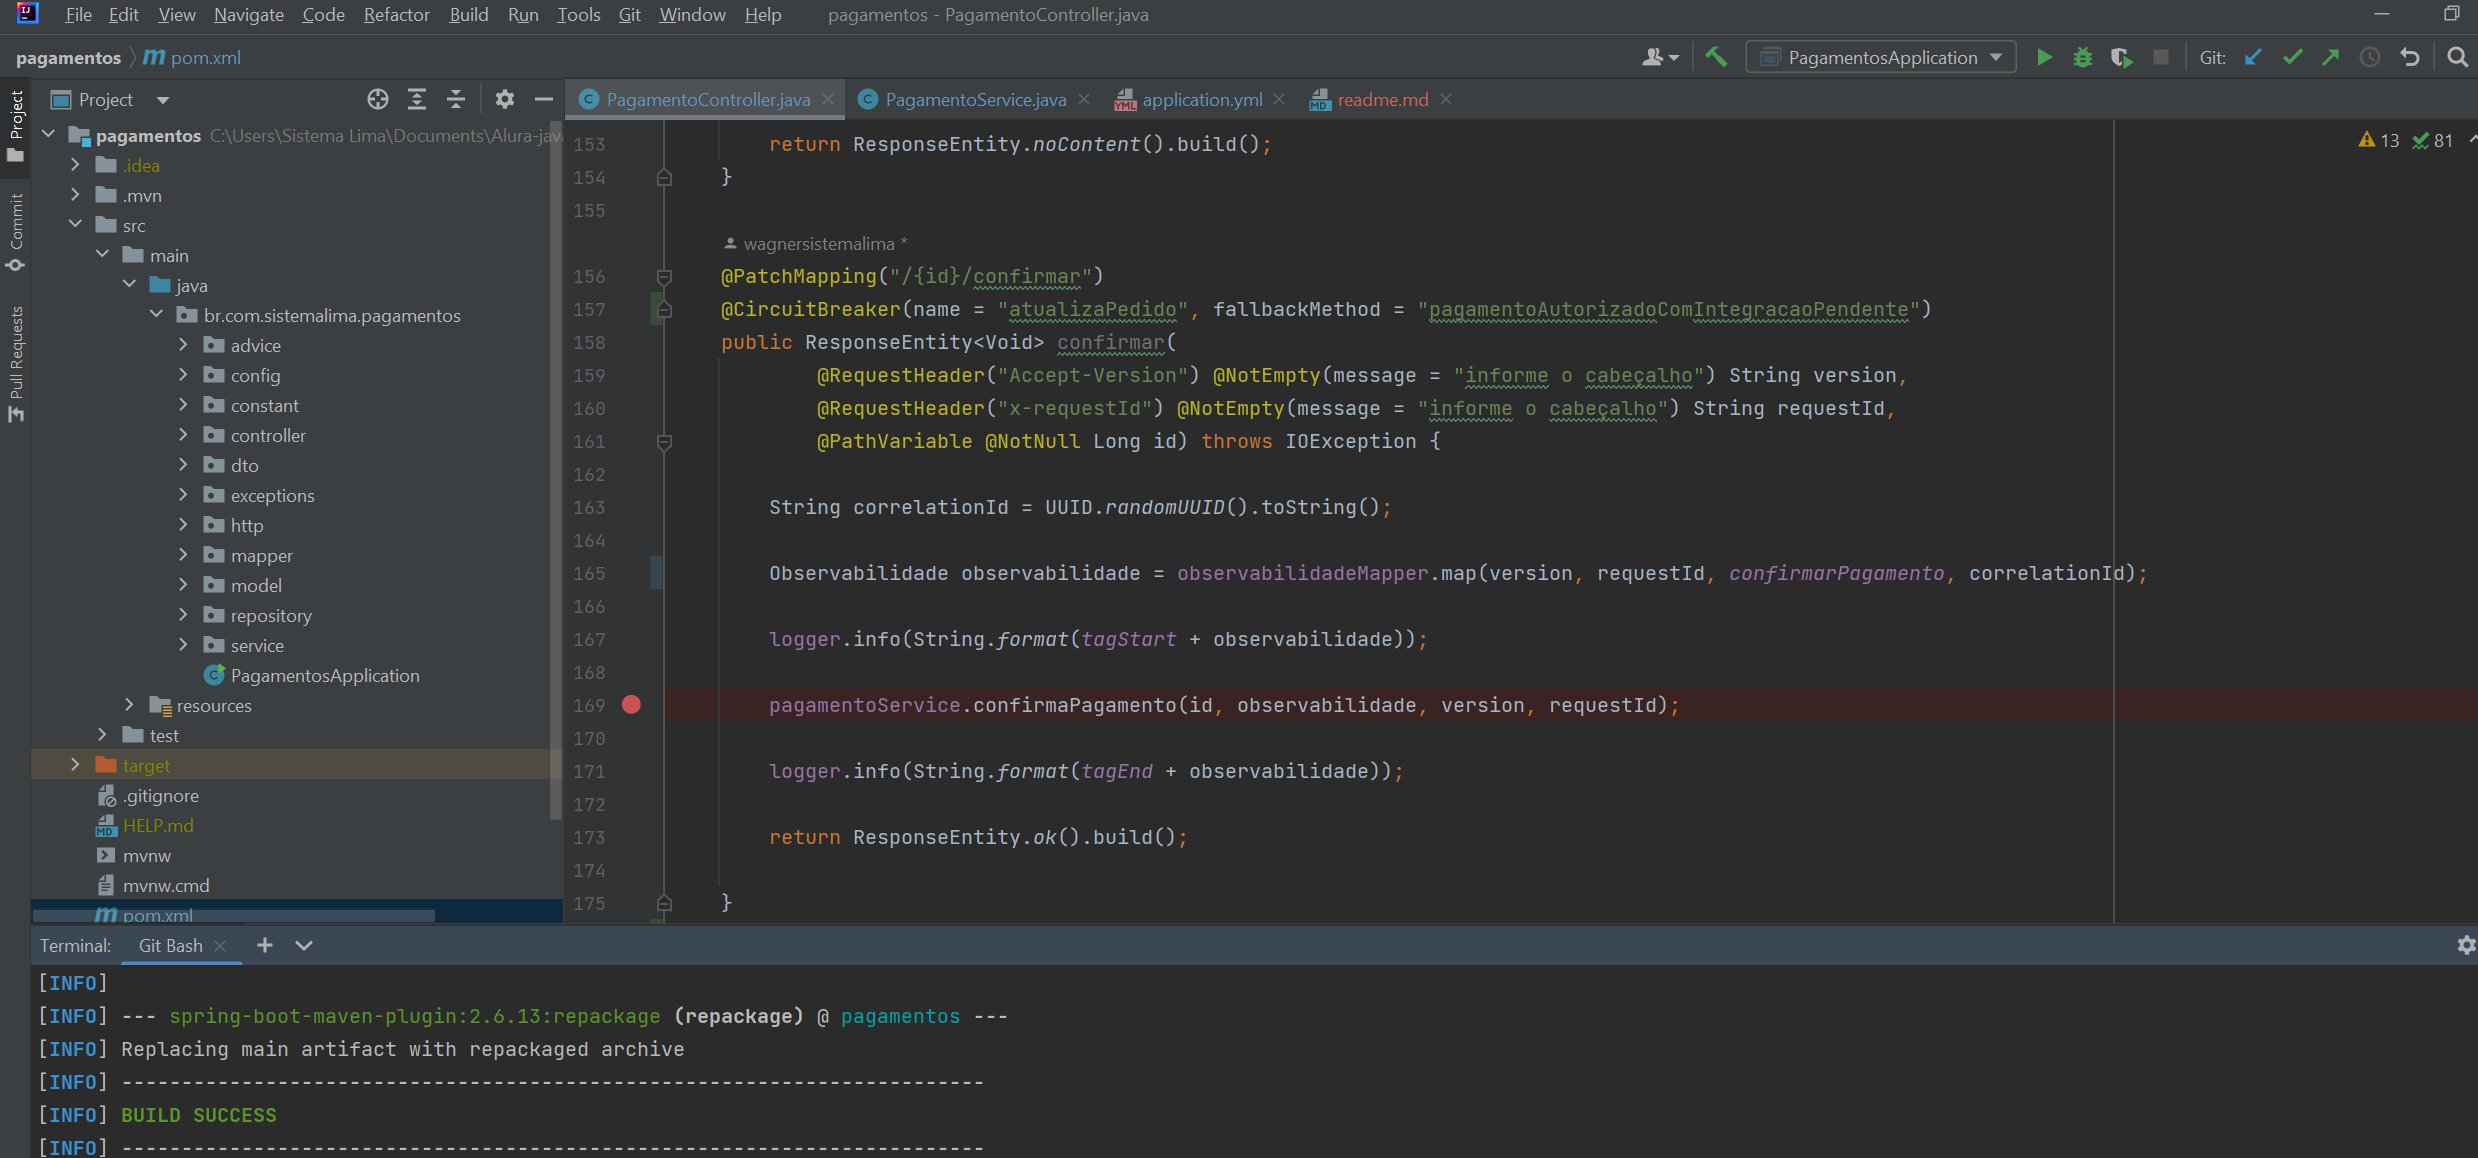 File Edit View Navigate Code Refactor Build Run Tools Git Window Help pagamentos - PagamentoController.java
pagamentos pom.xml PagamentosApplication Git:
Project
Commit
Pull Requests
Project
pagamentos C:\Users\Sistema Lima\Documents\Alura-jav
.idea
.mvn
src
main
java
br.com.sistemalima.pagamentos
advice
config
constant
controller
dto
exceptions
http
mapper
model
repository
service
PagamentosApplication
resources
test
target
.gitignore
HELP.md
mvnw
mvnw.cmd
pom.xml
PagamentoController.java PagamentoService.java application.yml readme.md
13 81
153 return ResponseEntity.noContent().build();
154 }
155
wagnersistemalima *
156 @PatchMapping("/{id}/confirmar")
157 @CircuitBreaker(name = "atualizaPedido", fallbackMethod = "pagamentoAutorizadoComIntegracaoPendente")
158 public ResponseEntity<Void> confirmar(
159 @RequestHeader("Accept-Version") @NotEmpty(message = "informe o cabeçalho") String version,
160 @RequestHeader("x-requestId") @NotEmpty(message = "informe o cabeçalho") String requestId,
161 @PathVariable @NotNull Long id) throws IOException {
162
163 String correlationId = UUID.randomUUID().toString();
164
165 Observabilidade observabilidade = observabilidadeMapper.map(version, requestId, confirmarPagamento, correlationId);
166
167 logger.info(String.format(tagStart + observabilidade));
168
169 pagamentoService.confirmaPagamento(id, observabilidade, version, requestId);
170
171 logger.info(String.format(tagEnd + observabilidade));
172
173 return ResponseEntity.ok().build();
174
175 }
Terminal: Git Bash
[INFO]
[INFO] --- spring-boot-maven-plugin:2.6.13:repackage (repackage) @ pagamentos ---
[INFO] Replacing main artifact with repackaged archive
[INFO] ------------------------------------------------------------------------
[INFO] BUILD SUCCESS
[INFO] ------------------------------------------------------------------------